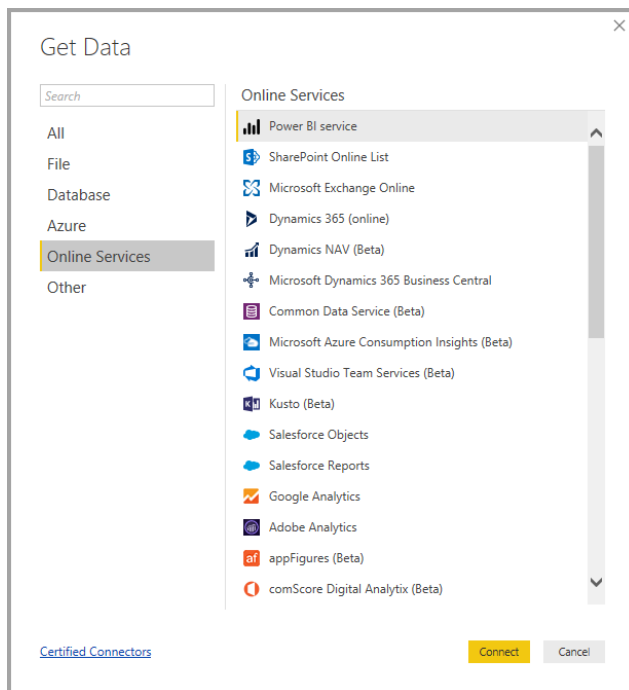 Get Data
Search
All
File
Database
Azure
Online Services
Other
Online Services
Power BI service
SharePoint Online List
Microsoft Exchange Online
Dynamics 365 (online)
Dynamics NAV (Beta)
Microsoft Dynamics 365 Business Central
Common Data Service (Beta)
Microsoft Azure Consumption Insights (Beta)
Visual Studio Team Services (Beta)
Kusto (Beta)
Salesforce Objects
Salesforce Reports
Google Analytics
Adobe Analytics
af appFigures (Beta)
comScore Digital Analytix (Beta)
Certified Connectors
Connect
Cancel